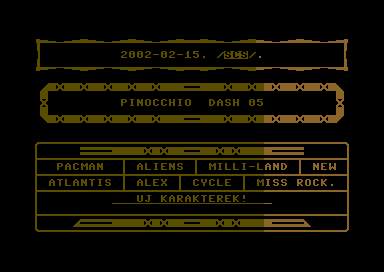 2002-02-15. /SCS/.
PINOCCHIO DASH 05
PACMAN ALIENS MILLI-LAND NEW
ATLANTIS ALEX CYCLE MISS ROCK.
UJ KARAKTEREK!